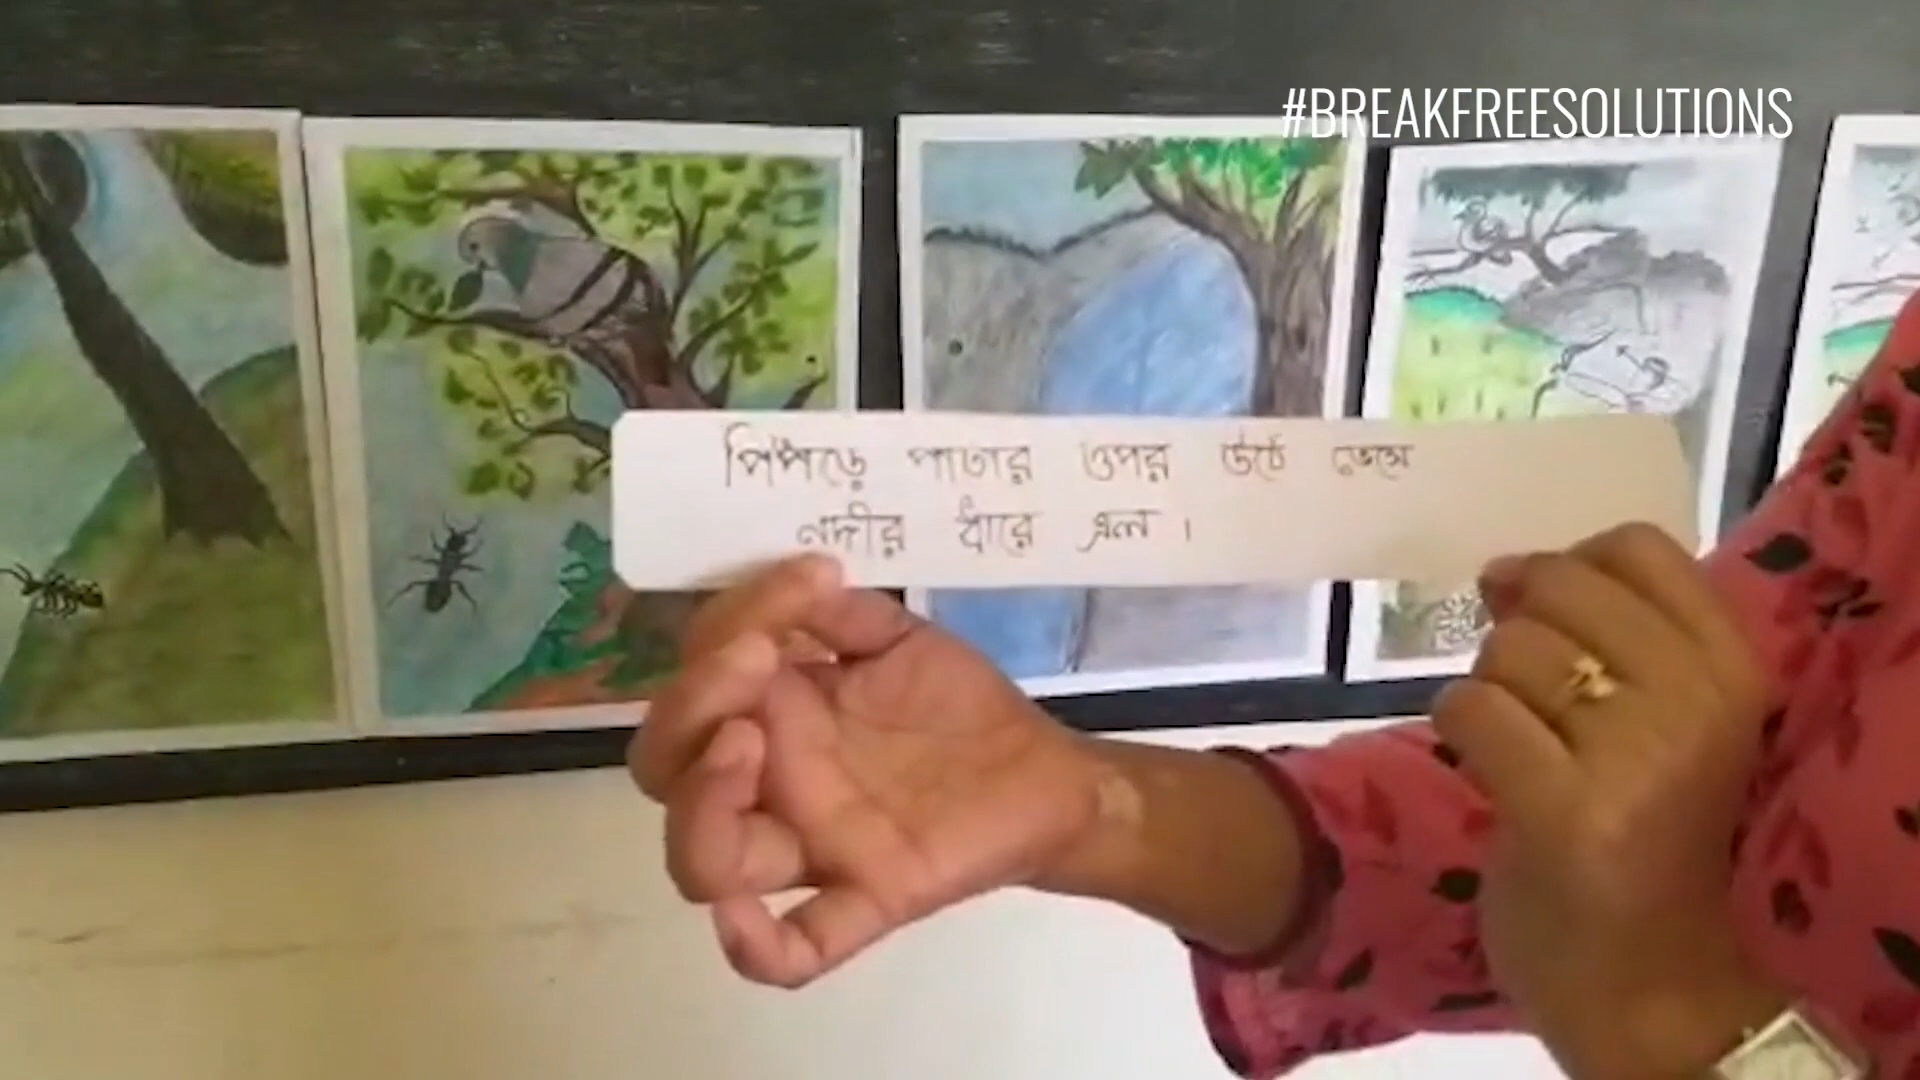 #BREAKFREESOLUTIONS
পিঁপড়ে পাতার ওপর উঠে ভেসে
নদীর ধারে এল।